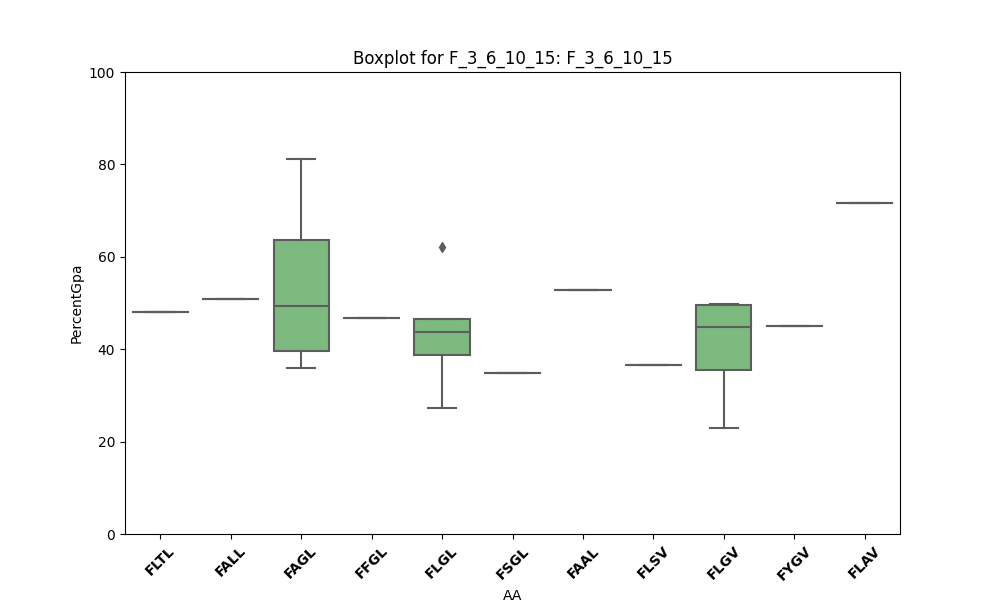 Boxplot for F_3_6_10_15: F_3_6_10_15
100
80
60
40
20
0
PercentGpa
FLTL
FALL
FAGL
FFGL
FLGL
FSGL
FAAL
FLSV
FLGV
FYGV
FLAV
AA